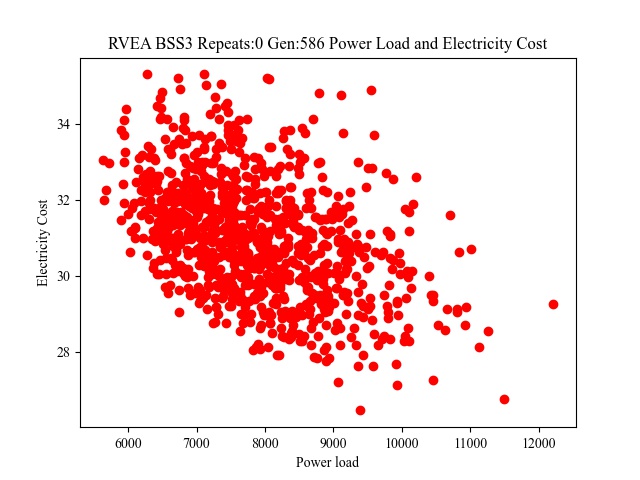 RVEA BSS3 Repeats:0 Gen:586 Power Load and Electricity Cost
34
32
30
28
Electricity Cost
6000 7000 8000 9000 10000 11000 12000
Power load